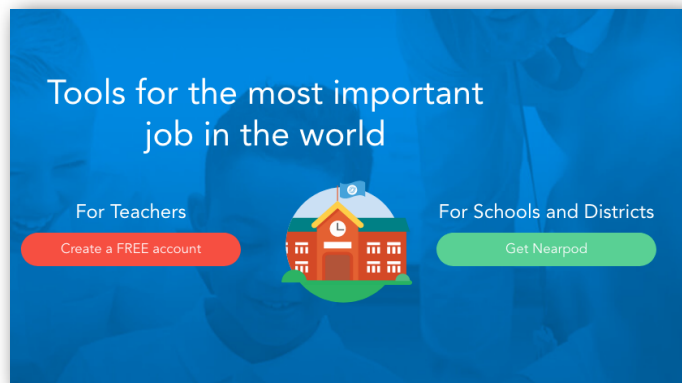 Tools for the most important
job in the world
For Teachers
Create a FREE account
For Schools and Districts
Get Nearpod